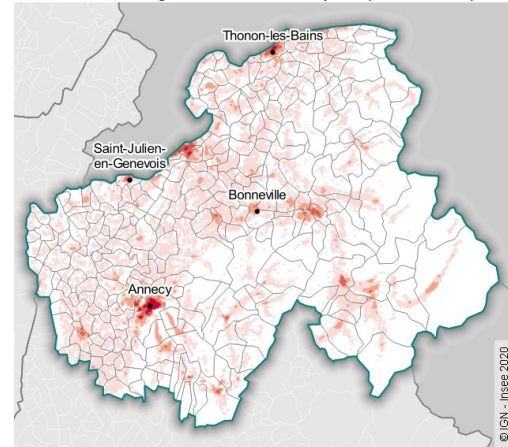 Thonon-les-Bains
Saint-Julien-
en-Genevois
Bonneville
Annecy
© IGN - Insee 2020